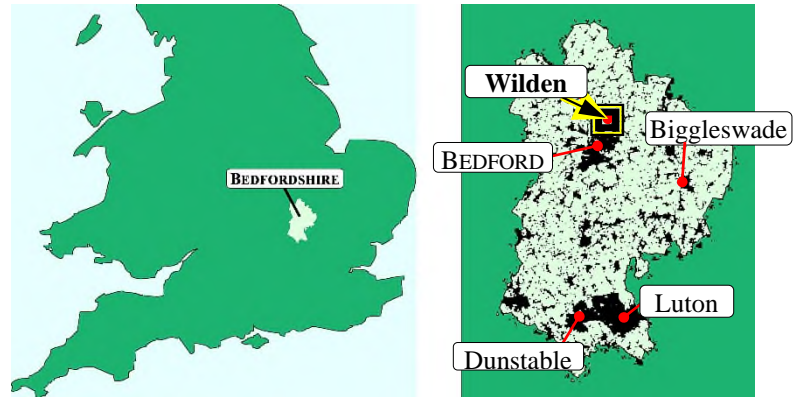 BEDFORDSHIRE
Wilden
Biggleswade
BEDFORD
Luton
Dunstable